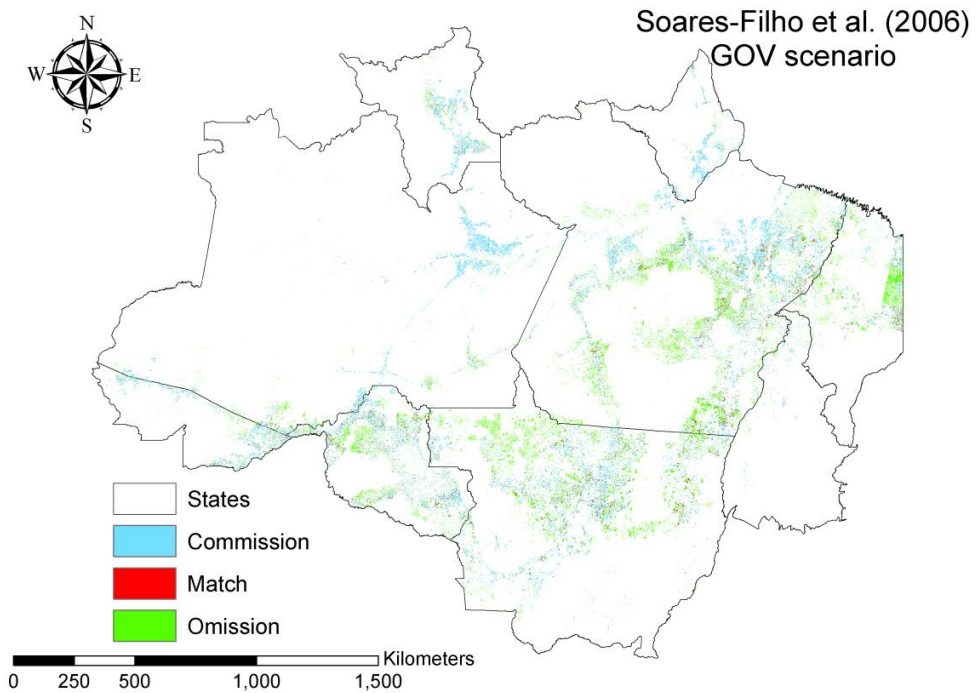 Soares-Filho et al. (2006)
GOV scenario
N
W E
S
States
Commission
Match
Omission
Kilometers
0 250 500 1,000 1,500